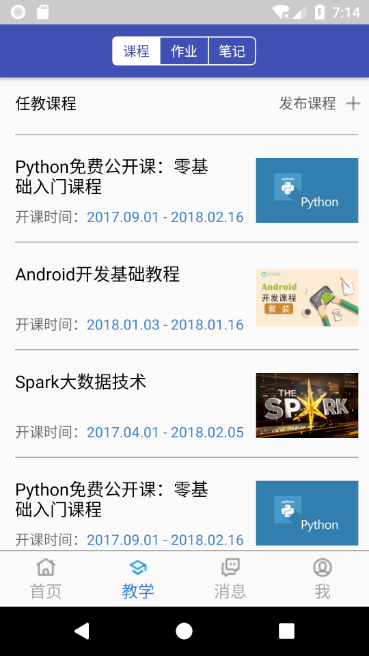 7:14
课程 作业 笔记
任教课程 发布课程
Python免费公开课：零基
础入门课程
开课时间：2017.09.01 - 2018.02.16
Python
Android开发基础教程
开课时间：2018.01.03 - 2018.01.16
Android
开发课程
套装
Spark大数据技术
开课时间：2017.04.01 - 2018.02.05
THE
SPARK
Python免费公开课：零基
础入门课程
开课时间：2017.09.01 - 2018.02.16
Python
首页 教学 消息 我